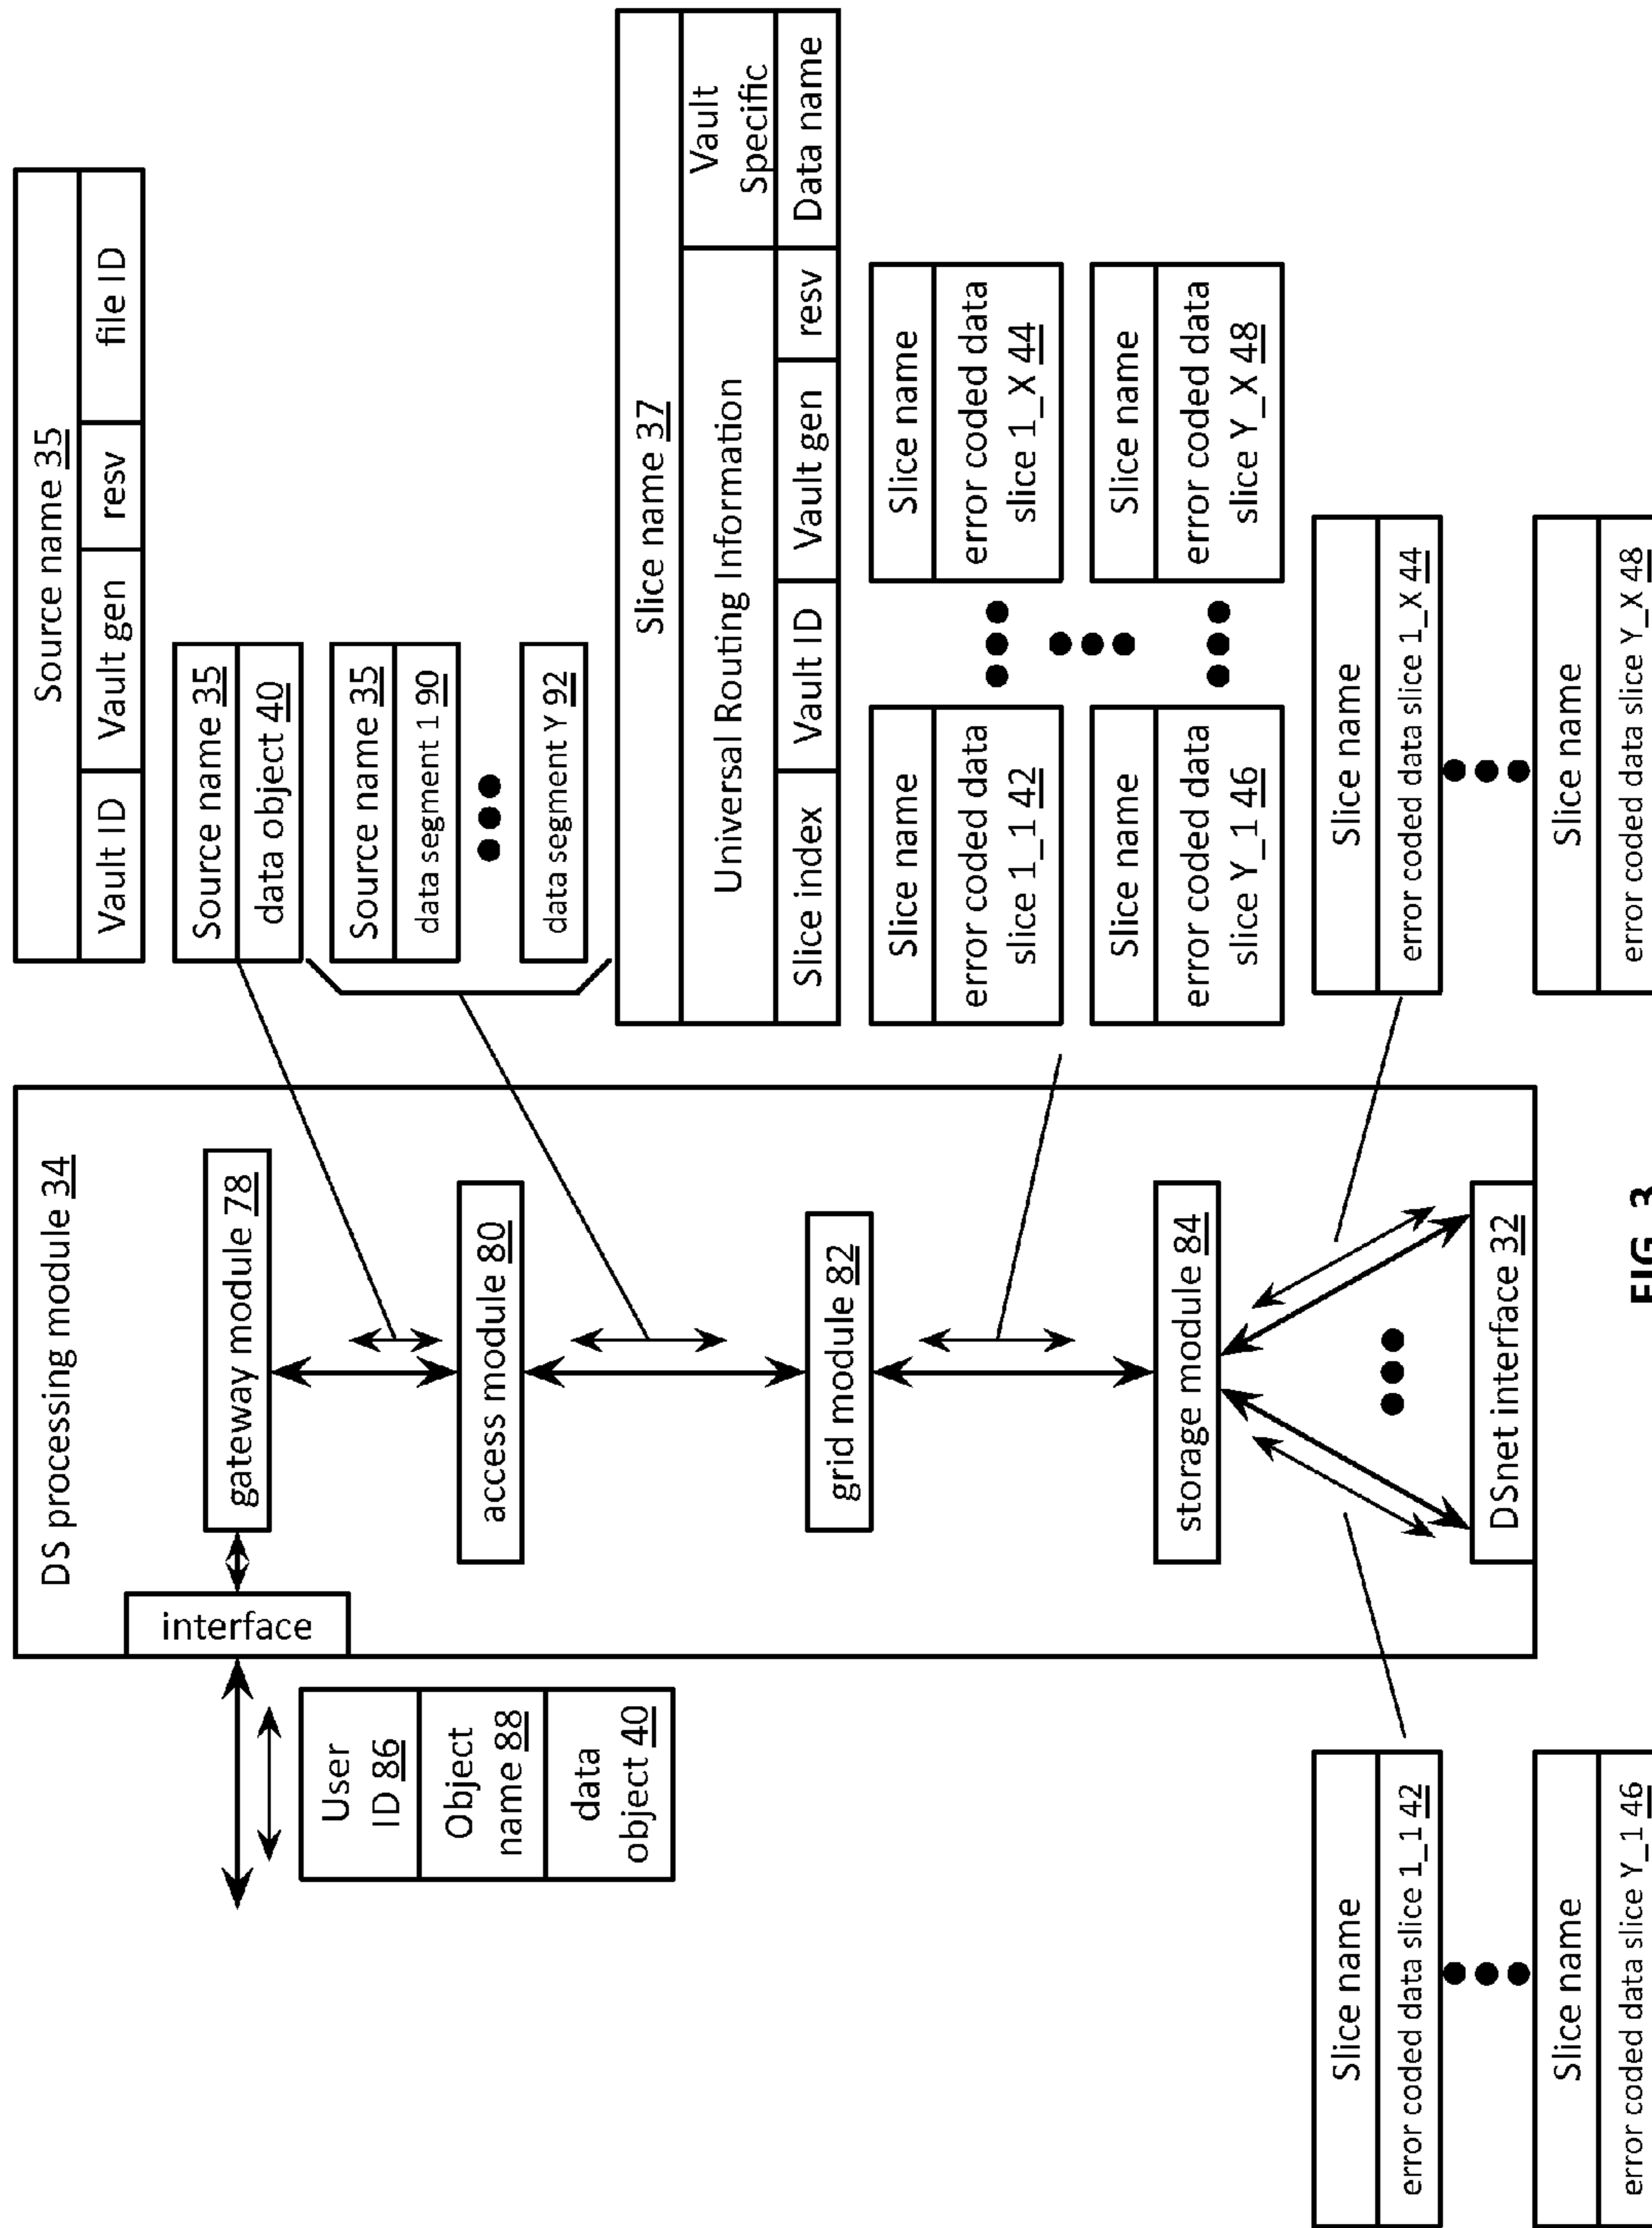 DS processing module 34
interface
gateway module 78
access module 80
grid module 82
storage module 84
DSnet interface 32
User
ID 86
Object
name 88
data
object 40
Source name 35
Vault ID
Vault gen
resv
file ID
Source name 35
data object 40
Source name 35
data segment 1 90
data segment Y 92
Slice name 37
Universal Routing Information
Vault
Specific
Slice index
Vault ID
Vault gen
resv
Data name
Slice name
error coded data
slice 1_1 42
Slice name
error coded data
slice 1_X 44
Slice name
error coded data
slice Y_1 46
Slice name
error coded data
slice Y_X 48
Slice name
error coded data slice 1_1 42
Slice name
error coded data slice Y_1 46
Slice name
error coded data slice 1_X 44
Slice name
error coded data slice Y_X 48
FIG. 3